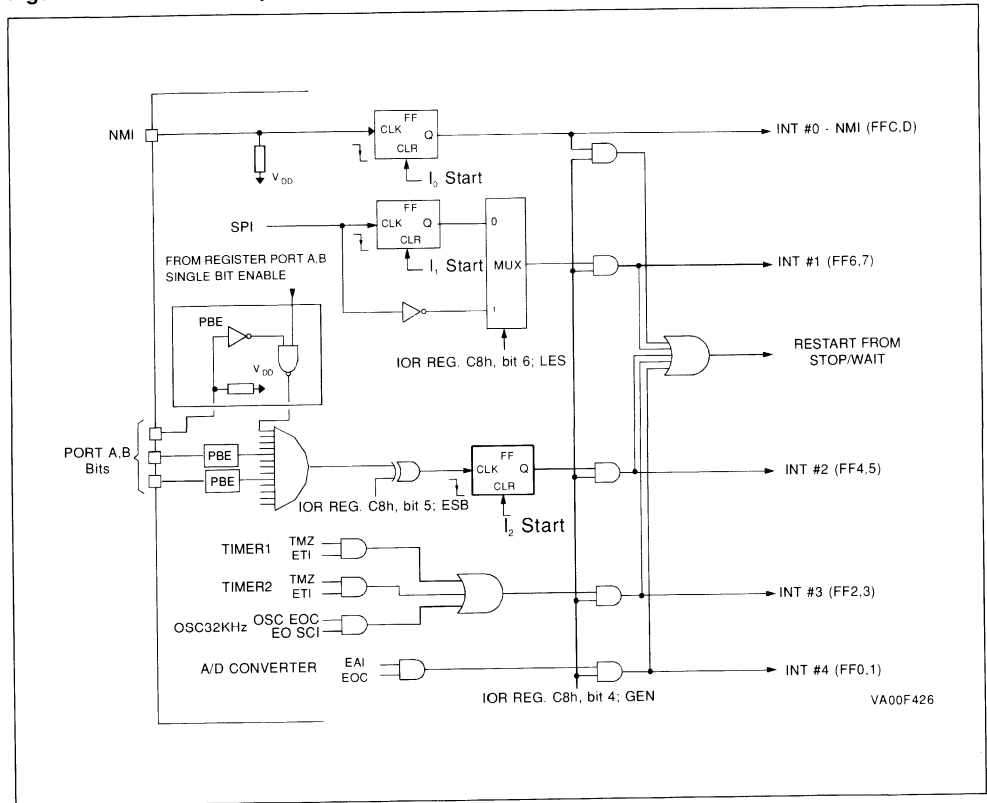 NMI
FF
CLK
Q
CLR
VDD
I0 Start
INT #0 - NMI (FFC,D)
SPI
FF
CLK
Q
CLR
I1 Start
0
MUX
1
INT #1 (FF6,7)
FROM REGISTER PORT A,B
SINGLE BIT ENABLE
PBE
VDD
IOR REG. C8h, bit 6; LES
RESTART FROM
STOP/WAIT
PORT A,B
Bits
PBE
PBE
FF
CLK
Q
CLR
INT #2 (FF4,5)
IOR REG. C8h, bit 5; ESB
I2 Start
TIMER1
TMZ
ETI
TIMER2
TMZ
ETI
INT #3 (FF2,3)
OSC32KHz
OSC EOC
EO SCI
A/D CONVERTER
EAI
EOC
INT #4 (FF0,1)
IOR REG. C8h, bit 4; GEN
VA00F426